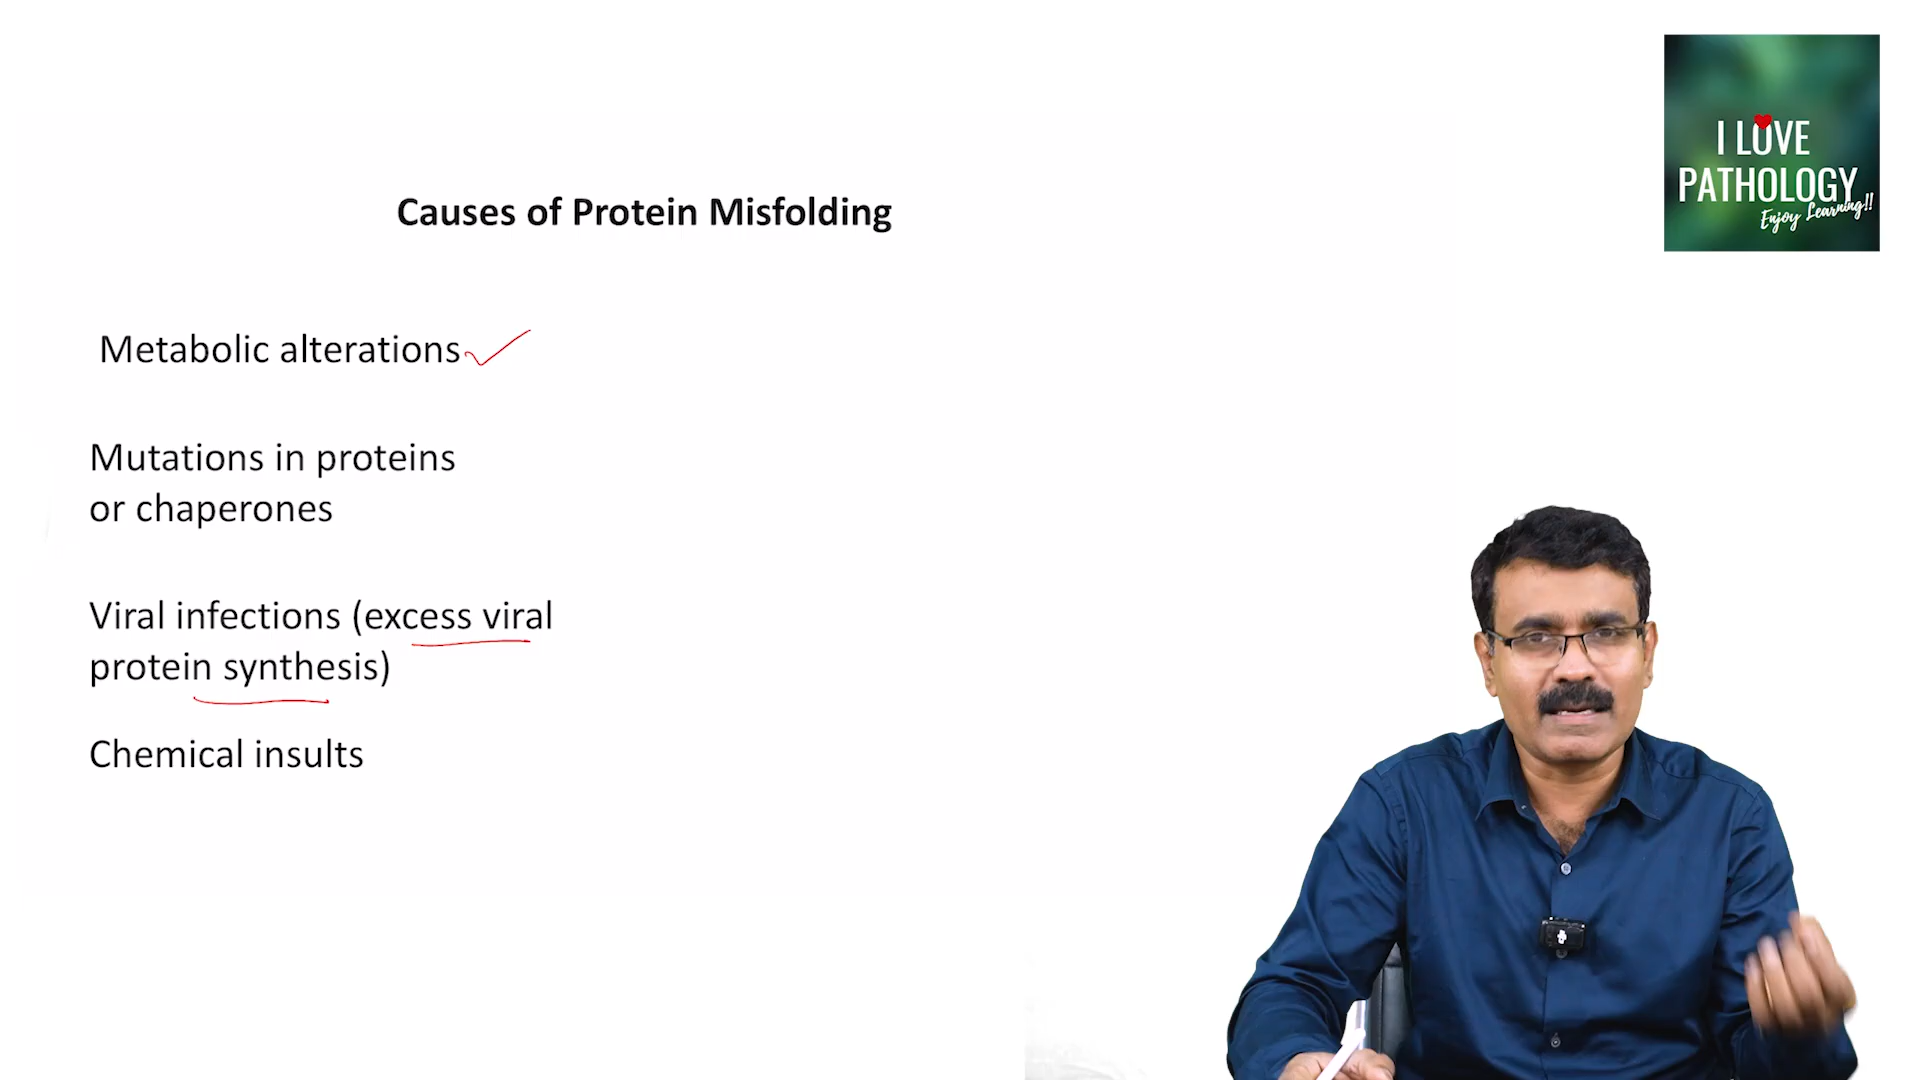 I LOVE
PATHOLOGY
Enjoy Learning!!
Causes of Protein Misfolding
Metabolic alterations
Mutations in proteins
or chaperones
Viral infections (excess viral
protein synthesis)
Chemical insults